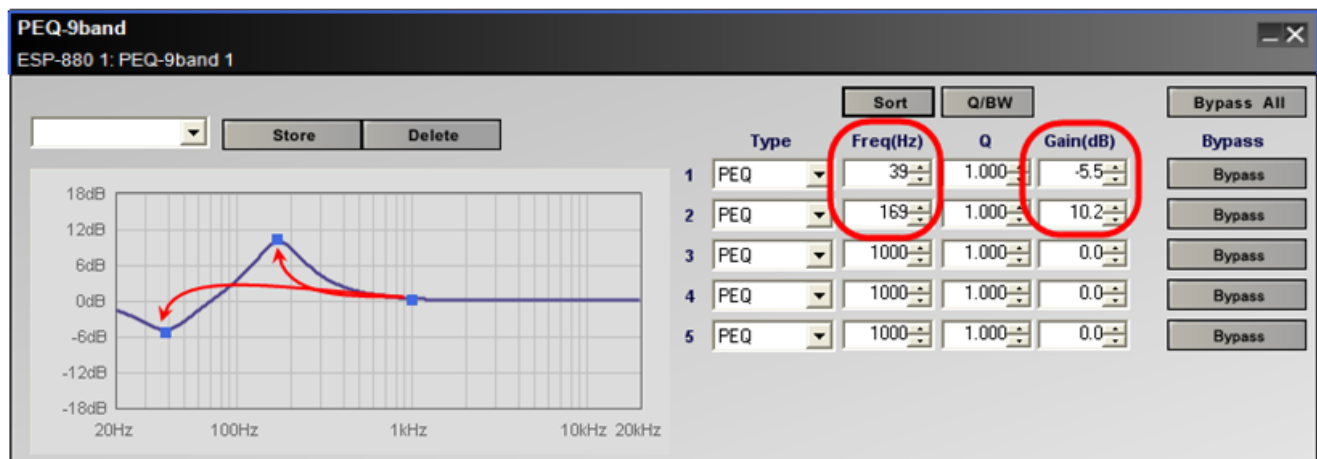 PEQ-9band
ESP-880 1: PEQ-9band 1
Sort Q/BW Bypass All
Store Delete
Type Freq(Hz) Q Gain(dB) Bypass
1 PEQ 39 1.000 -5.5 Bypass
2 PEQ 169 1.000 10.2 Bypass
3 PEQ 1000 1.000 0.0 Bypass
4 PEQ 1000 1.000 0.0 Bypass
5 PEQ 1000 1.000 0.0 Bypass
18dB
12dB
6dB
0dB
-6dB
-12dB
-18dB
20Hz 100Hz 1kHz 10kHz 20kHz